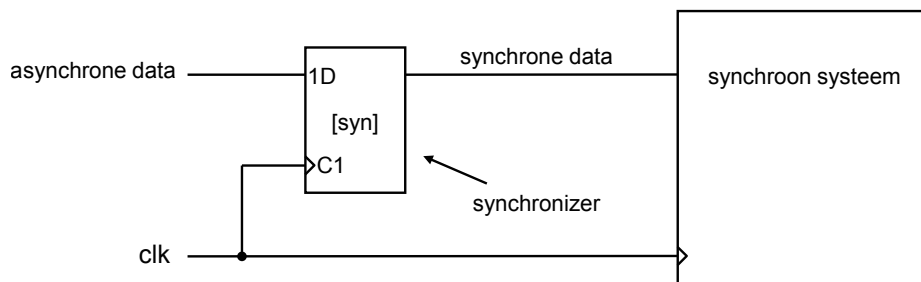 asynchrone data
1D
[syn]
C1
synchrone data
synchroon systeem
synchronizer
clk